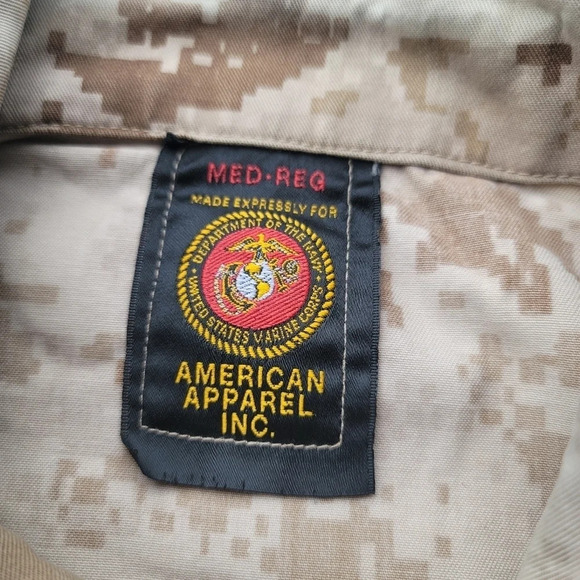 MED·REG
MADE EXPRESSLY FOR
DEPARTMENT OF THE NAVY
UNITED STATES MARINE CORPS
AMERICAN
APPAREL
INC.